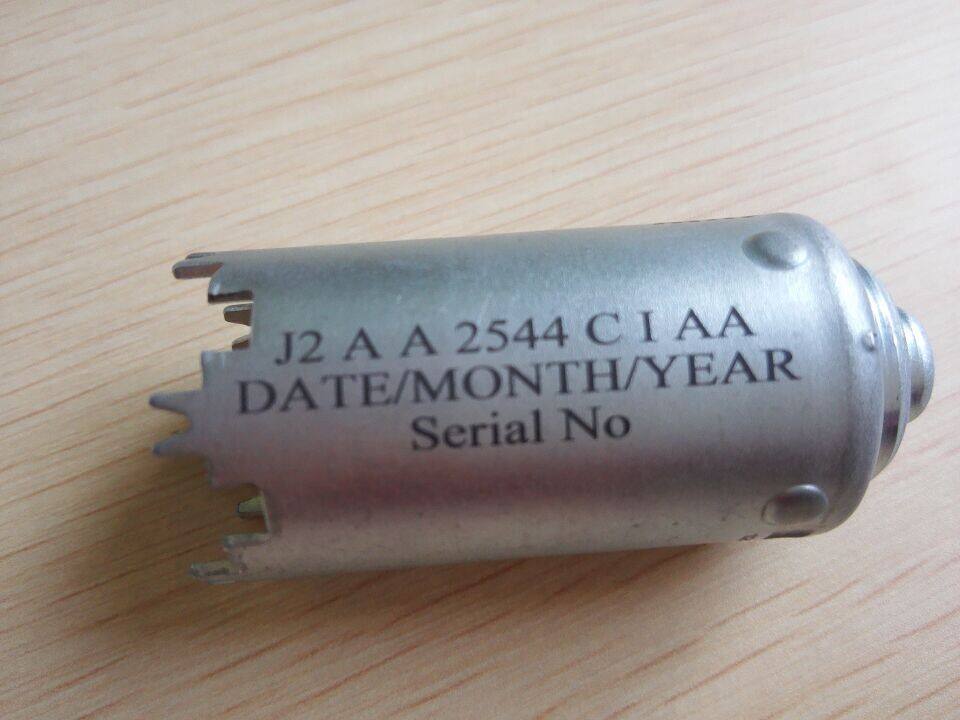 J2 A A 2544 C I AA
DATE/MONTH/YEAR
Serial No